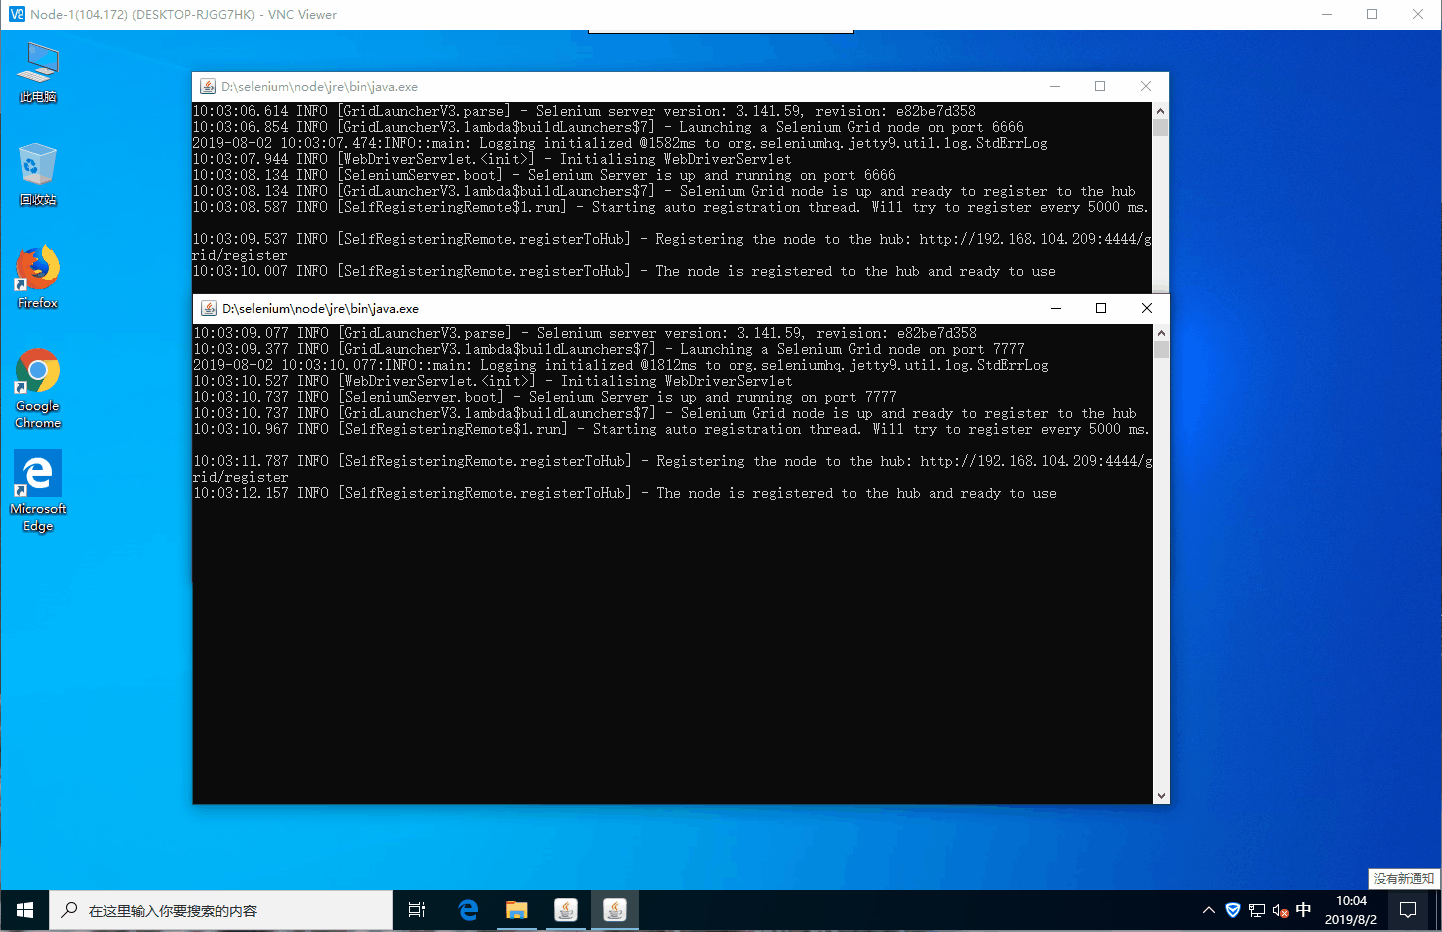 Node-1(104.172) (DESKTOP-RJGG7HK) - VNC Viewer
此电脑
回收站
Firefox
Google
Chrome
Microsoft
Edge
D:\selenium\node\jre\bin\java.exe
10:03:06.614 INFO [GridLauncherV3.parse] - Selenium server version: 3.141.59, revision: e82be7d358
10:03:06.854 INFO [GridLauncherV3.lambda$buildLaunchers$7] - Launching a Selenium Grid node on port 6666
2019-08-02 10:03:07.474:INFO::main: Logging initialized @1582ms to org.seleniumhq.jetty9.util.log.StdErrLog
10:03:07.944 INFO [WebDriverServlet.<init>] - Initialising WebDriverServlet
10:03:08.134 INFO [SeleniumServer.boot] - Selenium Server is up and running on port 6666
10:03:08.134 INFO [GridLauncherV3.lambda$buildLaunchers$7] - Selenium Grid node is up and ready to register to the hub
10:03:08.587 INFO [SelfRegisteringRemote$1.run] - Starting auto registration thread. Will try to register every 5000 ms.
10:03:09.537 INFO [SelfRegisteringRemote.registerToHub] - Registering the node to the hub: http://192.168.104.209:4444/g
rid/register
10:03:10.007 INFO [SelfRegisteringRemote.registerToHub] - The node is registered to the hub and ready to use
D:\selenium\node\jre\bin\java.exe
10:03:09.077 INFO [GridLauncherV3.parse] - Selenium server version: 3.141.59, revision: e82be7d358
10:03:09.377 INFO [GridLauncherV3.lambda$buildLaunchers$7] - Launching a Selenium Grid node on port 7777
2019-08-02 10:03:10.077:INFO::main: Logging initialized @1812ms to org.seleniumhq.jetty9.util.log.StdErrLog
10:03:10.527 INFO [WebDriverServlet.<init>] - Initialising WebDriverServlet
10:03:10.737 INFO [SeleniumServer.boot] - Selenium Server is up and running on port 7777
10:03:10.737 INFO [GridLauncherV3.lambda$buildLaunchers$7] - Selenium Grid node is up and ready to register to the hub
10:03:10.967 INFO [SelfRegisteringRemote$1.run] - Starting auto registration thread. Will try to register every 5000 ms.
10:03:11.787 INFO [SelfRegisteringRemote.registerToHub] - Registering the node to the hub: http://192.168.104.209:4444/g
rid/register
10:03:12.157 INFO [SelfRegisteringRemote.registerToHub] - The node is registered to the hub and ready to use
没有新通知
在这里输入你要搜索的内容
中
10:04
2019/8/2